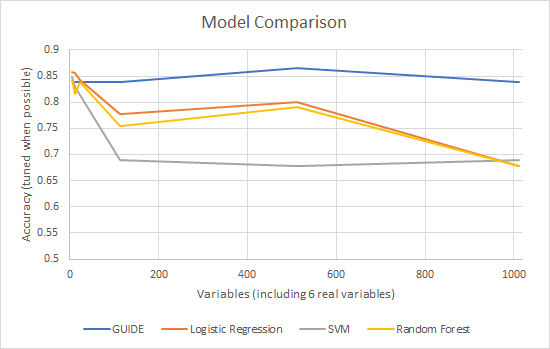 Model Comparison
0.9
0.85
0.8
0.75
0.7
0.65
0.6
0.55
0.5
Accuracy (tuned when possible)
0 200 400 600 800 1000
Variables (including 6 real variables)
GUIDE Logistic Regression SVM Random Forest